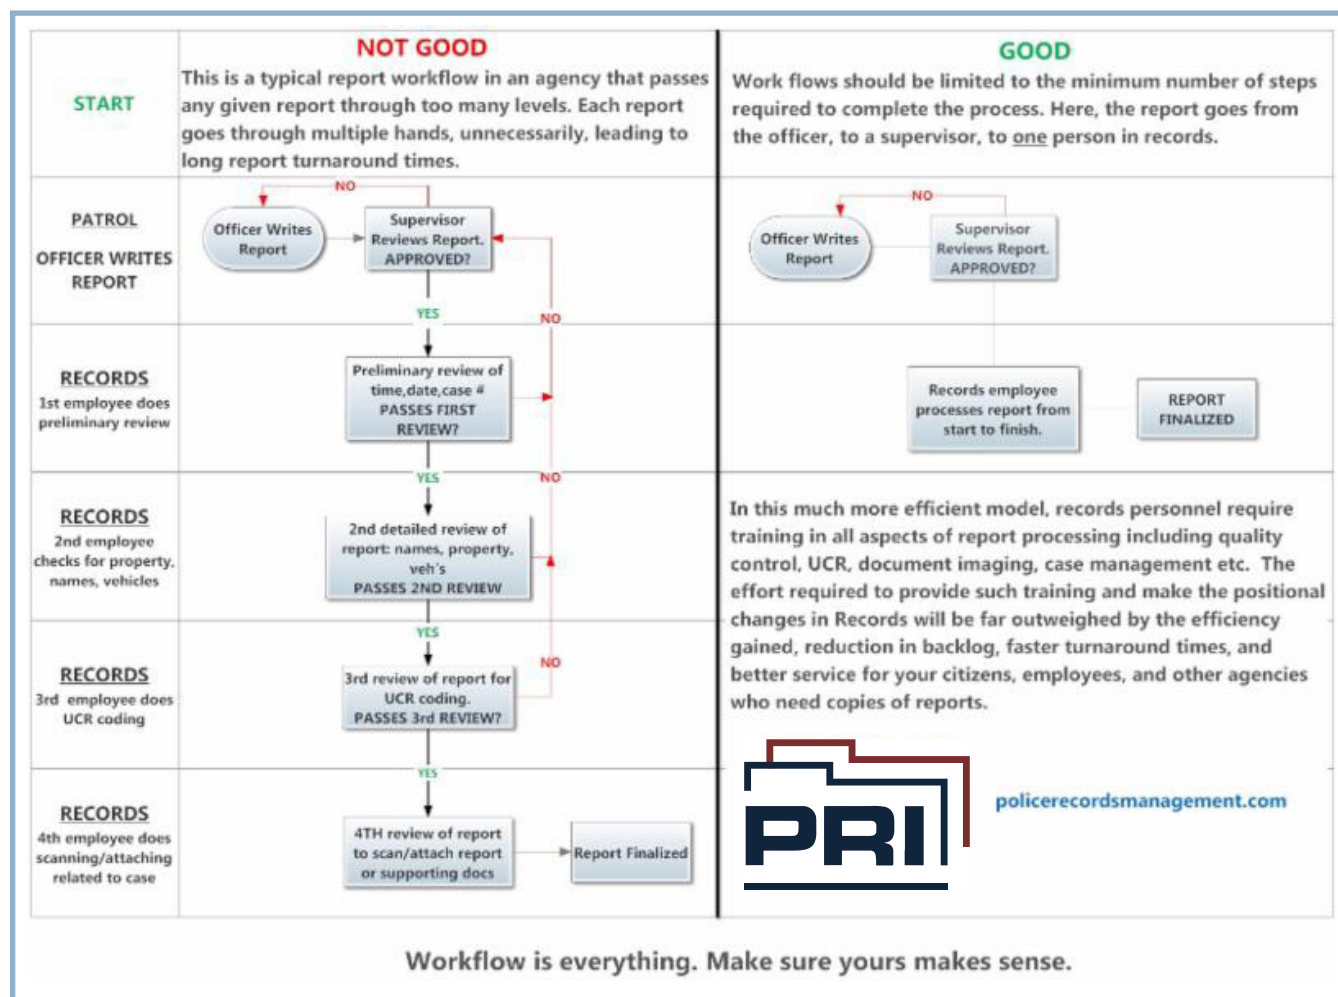 START
NOT GOOD
This is a typical report workflow in an agency that passes
any given report through too many levels. Each report
goes through multiple hands, unnecessarily, leading to
long report turnaround times.
GOOD
Work flows should be limited to the minimum number of steps
required to complete the process. Here, the report goes from
the officer, to a supervisor, to one person in records.
PATROL
OFFICER WRITES
REPORT
NO
Officer Writes
Report
Supervisor
Reviews Report.
APPROVED?
YES
NO
NO
Officer Writes
Report
Supervisor
Reviews Report.
APPROVED?
RECORDS
1st employee does
preliminary review
Preliminary review of
time,date,case #
PASSES FIRST
REVIEW?
YES
NO
Records employee
processes report from
start to finish.
REPORT
FINALIZED
RECORDS
2nd employee
checks for property,
names, vehicles
2nd detailed review of
report: names, property,
veh's
PASSES 2ND REVIEW
YES
NO
In this much more efficient model, records personnel require
training in all aspects of report processing including quality
control, UCR, document imaging, case management etc. The
effort required to provide such training and make the positional
changes in Records will be far outweighed by the efficiency
gained, reduction in backlog, faster turnaround times, and
better service for your citizens, employees, and other agencies
who need copies of reports.
RECORDS
3rd employee does
UCR coding
3rd review of report for
UCR coding.
PASSES 3rd REVIEW?
YES
RECORDS
4th employee does
scanning/attaching
related to case
4TH review of report
to scan/attach report
or supporting docs
Report Finalized
PRI
policerecordsmanagement.com
Workflow is everything. Make sure yours makes sense.